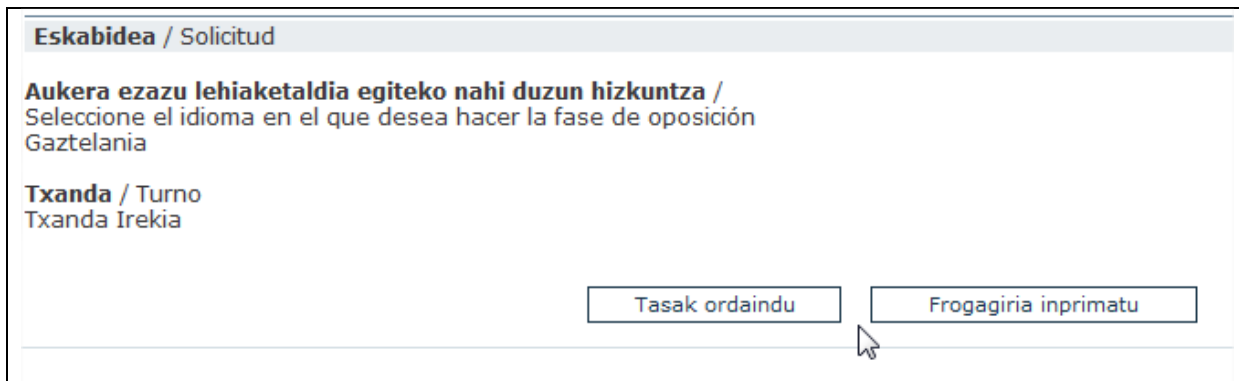 Eskabidea / Solicitud
Aukera ezazu lehiaketaldia egiteko nahi duzun hizkuntza /
Seleccione el idioma en el que desea hacer la fase de oposición
Gaztelania
Txanda / Turno
Txanda Irekia
Tasak ordaindu
Frogagiria inprimatu